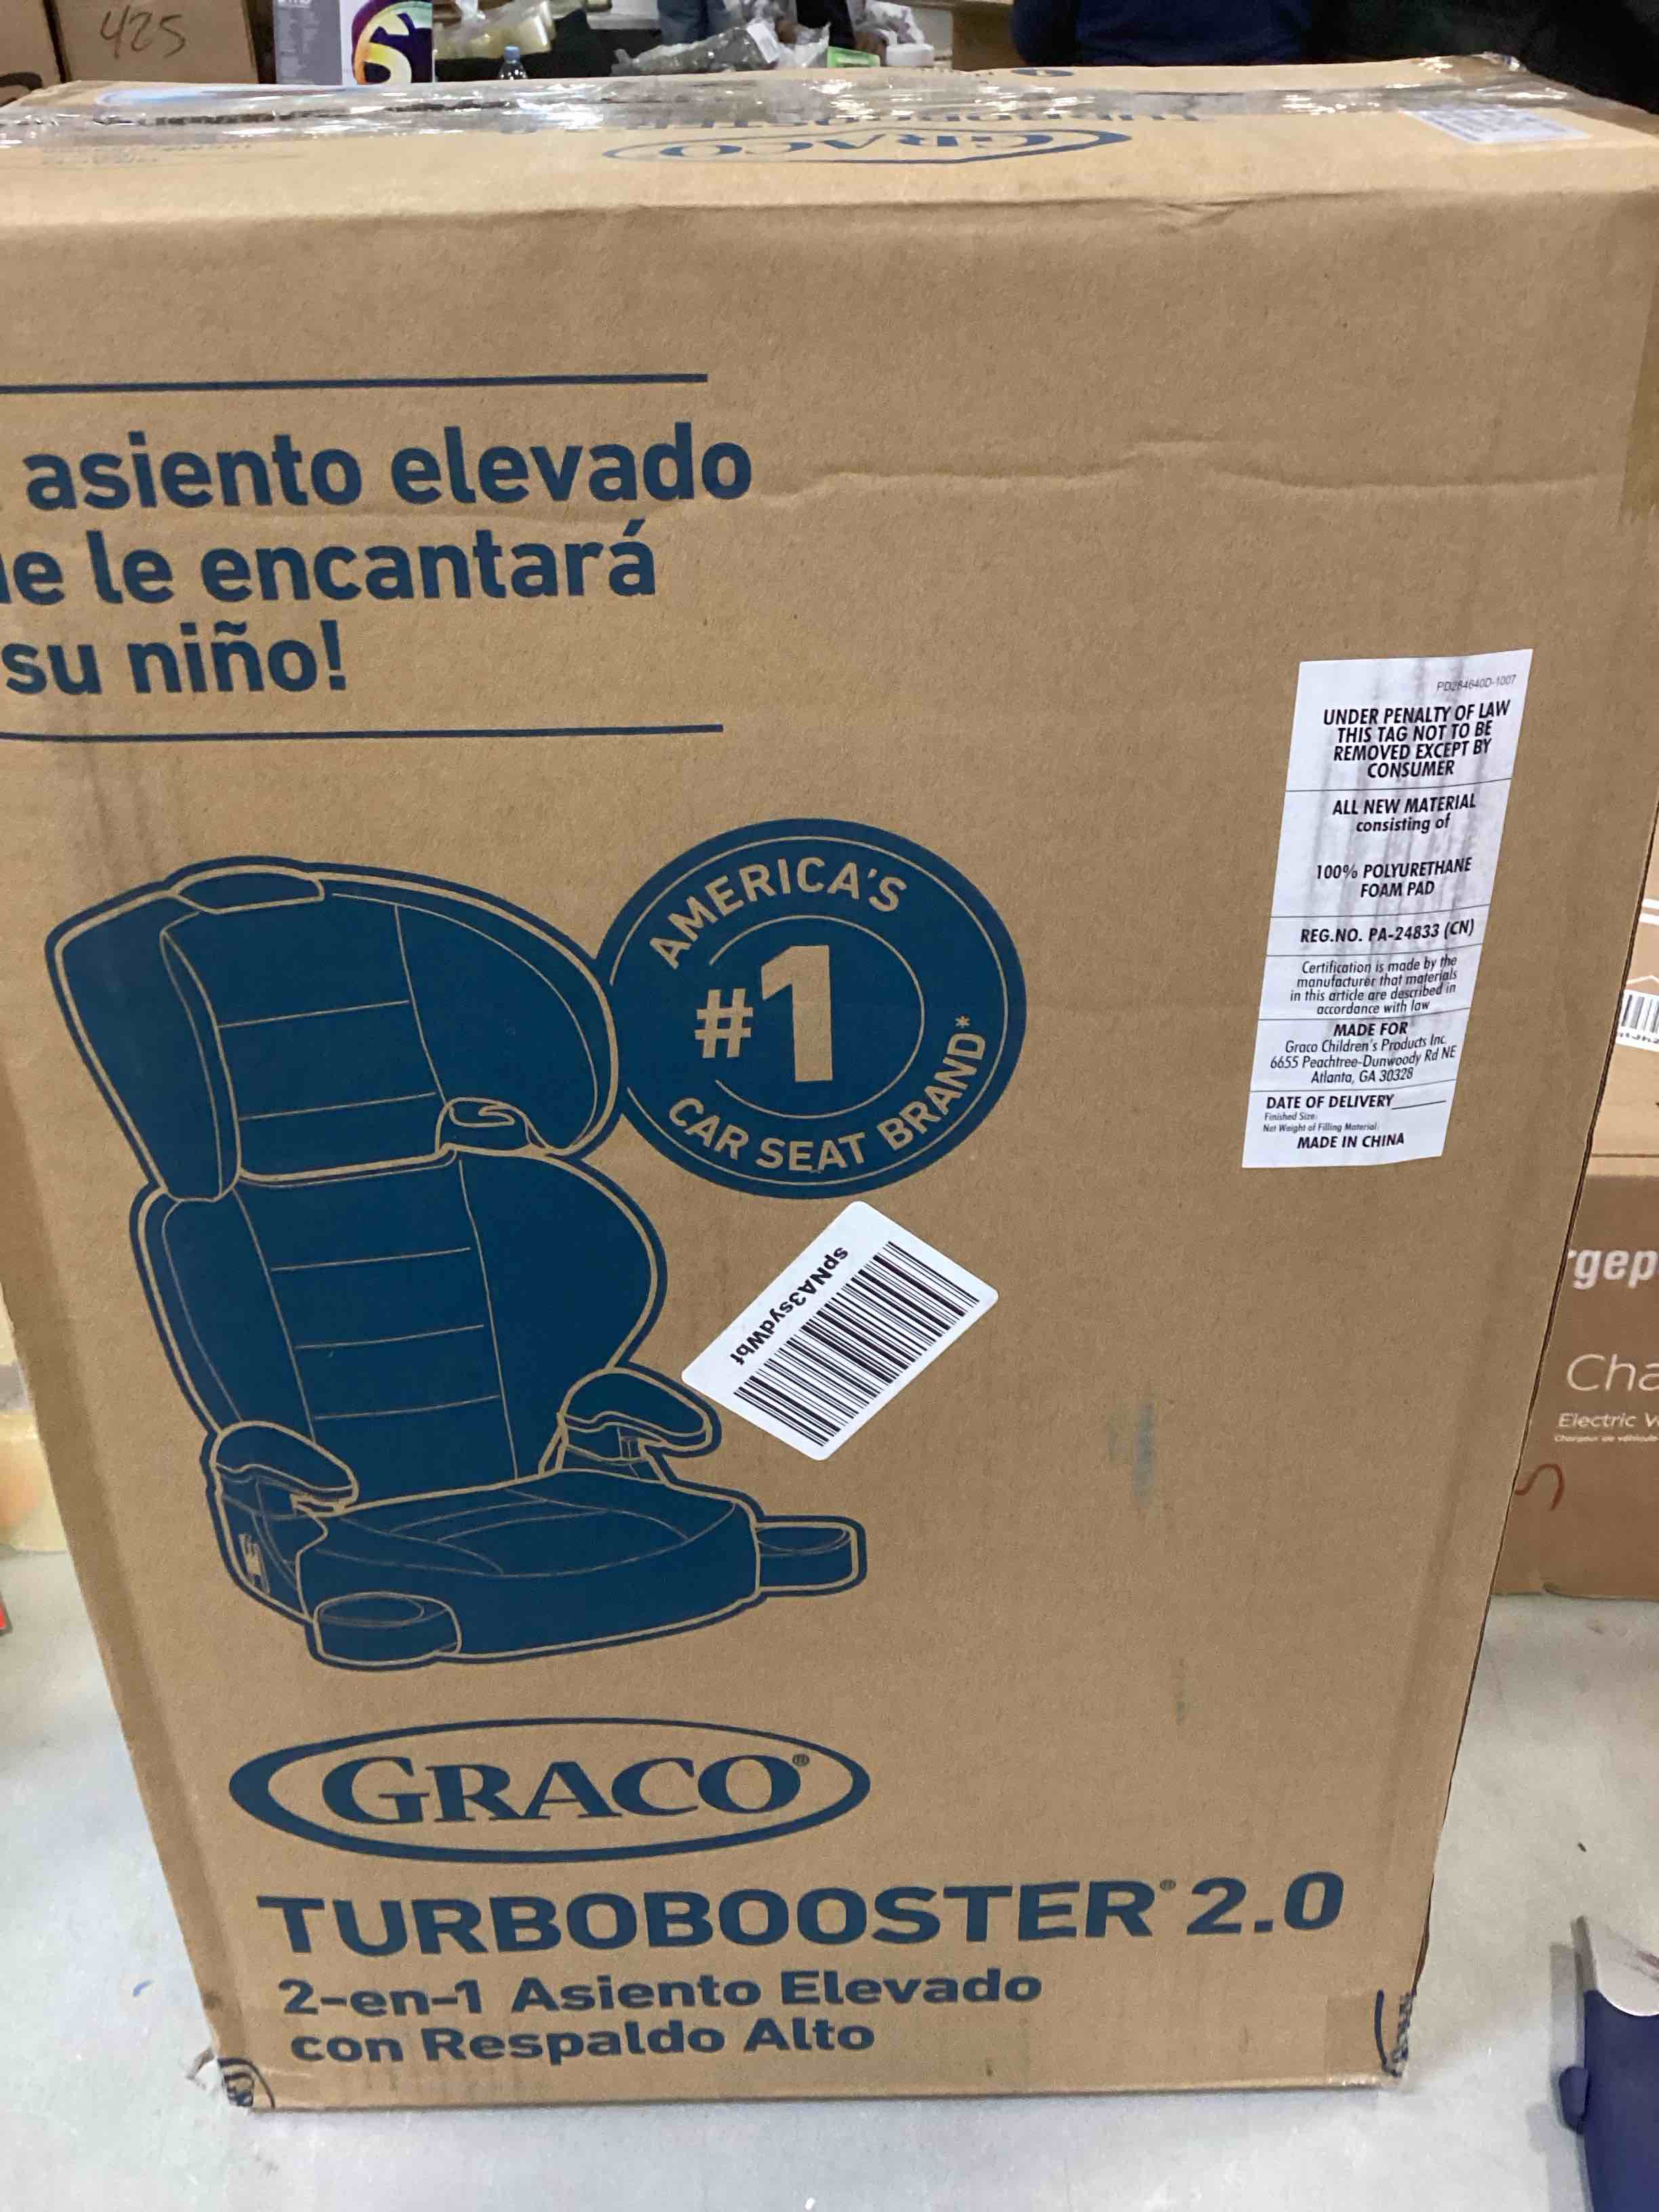 425
GRACO
asiento elevado
le encantará
su niño!
AMERICA'S
#1
CAR SEAT BRAND*
spNA3sydWbf
PD284640D-1007
UNDER PENALTY OF LAW
THIS TAG NOT TO BE
REMOVED EXCEPT BY
CONSUMER
ALL NEW MATERIAL
consisting of
100% POLYURETHANE
FOAM PAD
REG.NO. PA-24833 (CN)
Certification is made by the
manufacturer that materials
in this article are described in
accordance with law
MADE FOR
Graco Children's Products Inc.
6655 Peachtree-Dunwoody Rd NE
Atlanta, GA 30328
DATE OF DELIVERY
Finished Size:
Net Weight of Filling Material:
MADE IN CHINA
GRACO®
TURBOBOOSTER® 2.0
2-en-1 Asiento Elevado
con Respaldo Alto
Electric